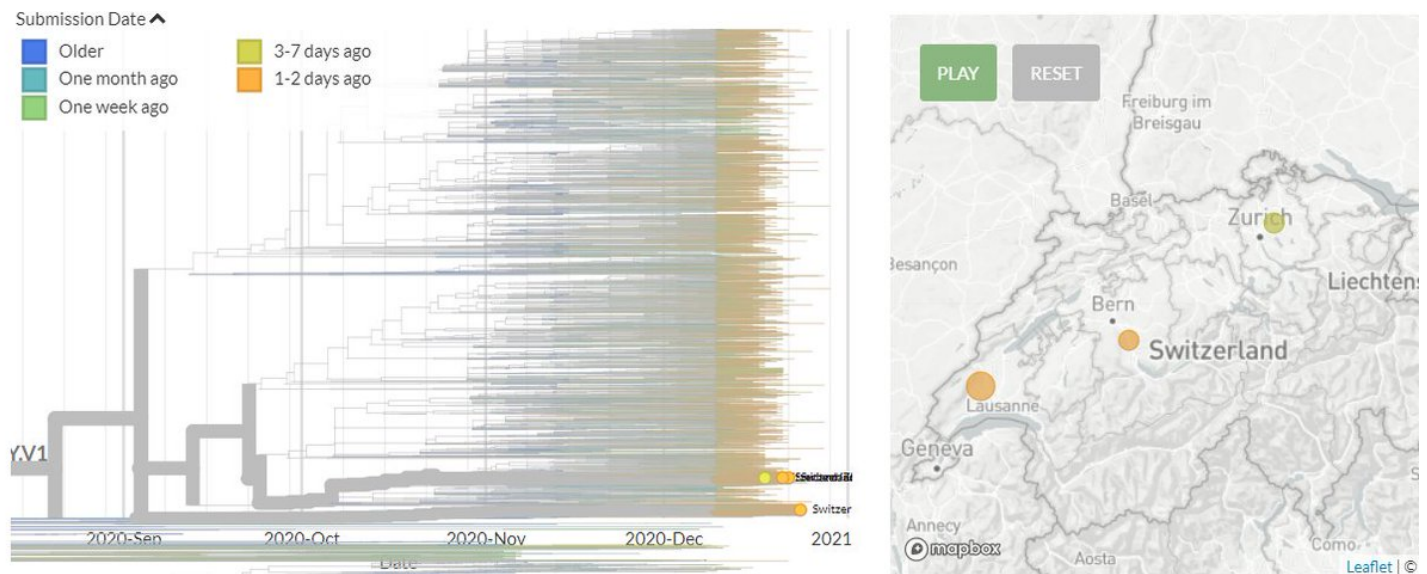 Submission Date
Older
One month ago
One week ago
3-7 days ago
1-2 days ago
Y.V1
Switzer
2020-Sep
2020-Oct
2020-Nov
2020-Dec
2021
Date
PLAY
RESET
Freiburg im
Breisgau
Basel
Zurich
Besançon
Liechtens
Bern
Switzerland
Lausanne
Geneva
Annecy
Aosta
Como
mapbox
Leaflet | ©